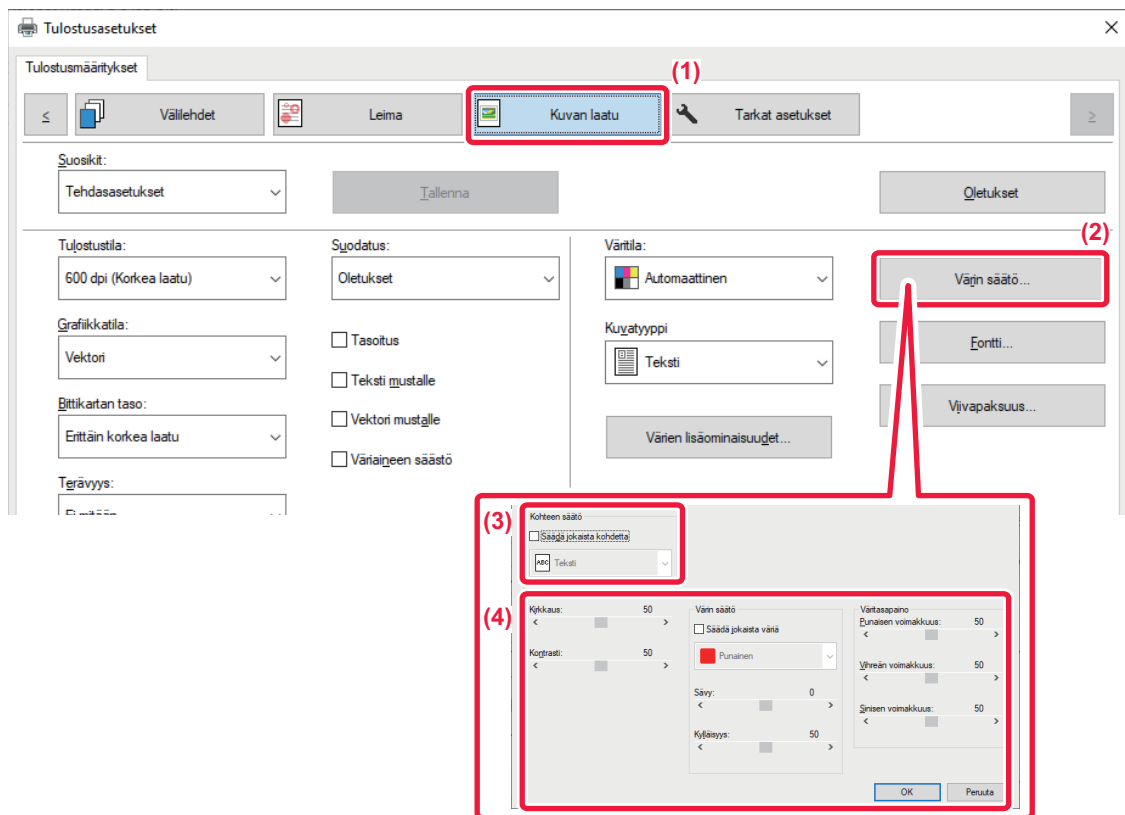 Tulostusasetukset
Tulostusmääritykset
(1)
<
Välilehdet
Leima
Kuvan laatu
Tarkat asetukset
>
Suosikit:
Tehdasasetukset
Tallenna
Oletukset
(2)
Tulostustila:
600 dpi (Korkea laatu)
Suodatus:
Oletukset
Väritila:
Automaattinen
Värin säätö...
Grafiikkatila:
Vektori
Tasoitus
Teksti mustalle
Vektori mustalle
Väriaineen säästö
Kuvatyyppi
Teksti
Fontti...
Viivapaksuus...
Bittikartan taso:
Erittäin korkea laatu
Värien lisäominaisuudet...
Terävyys:
Ei mitään
(3)
Kohteen säätö
Säädä jokaista kohdetta
ABC Teksti
(4)
Kirkkaus: 50
< >
Kontrasti: 50
< >
Värin säätö
Säädä jokaista väriä
Punainen
Sävy: 0
< >
Kylläisyys: 50
< >
Väritasapaino
Punaisen voimakkuus: 50
< >
Vihreän voimakkuus: 50
< >
Sinisen voimakkuus: 50
< >
OK
Peruuta